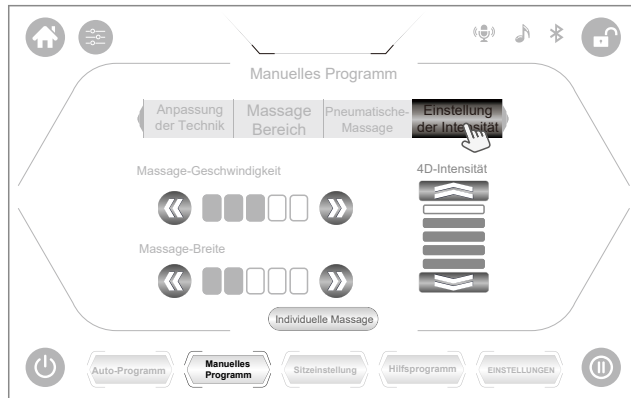 Manuelles Programm
Anpassung
der Technik
Massage
Bereich
Pneumatische-
Massage
Einstellung
der Intensität
Massage-Geschwindigkeit
4D-Intensität
Massage-Breite
Individuelle Massage
Auto-Programm
Manuelles
Programm
Sitzeinstellung
Hilfsprogramm
EINSTELLUNGEN